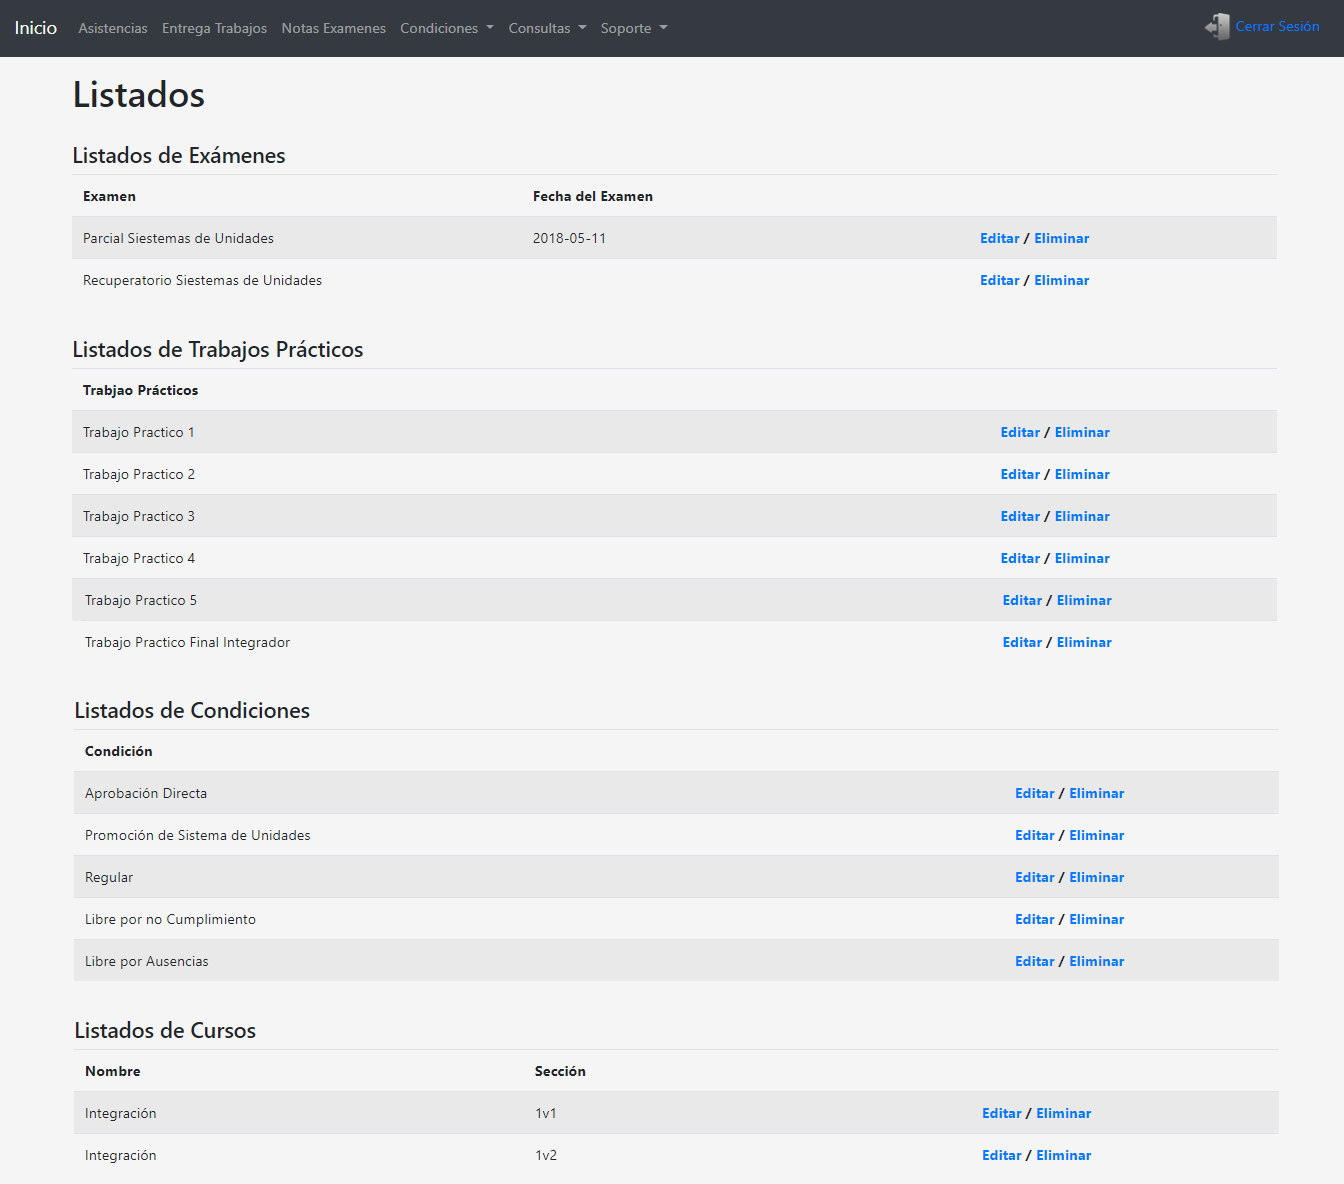 Inicio Asistencias Entrega Trabajos Notas Examenes Condiciones Consultas Soporte Cerrar Sesión
Listados
Listados de Exámenes
Examen Fecha del Examen
Parcial Siestemas de Unidades 2018-05-11 Editar / Eliminar
Recuperatorio Siestemas de Unidades Editar / Eliminar
Listados de Trabajos Prácticos
Trabjao Prácticos
Trabajo Practico 1 Editar / Eliminar
Trabajo Practico 2 Editar / Eliminar
Trabajo Practico 3 Editar / Eliminar
Trabajo Practico 4 Editar / Eliminar
Trabajo Practico 5 Editar / Eliminar
Trabajo Practico Final Integrador Editar / Eliminar
Listados de Condiciones
Condición
Aprobación Directa Editar / Eliminar
Promoción de Sistema de Unidades Editar / Eliminar
Regular Editar / Eliminar
Libre por no Cumplimiento Editar / Eliminar
Libre por Ausencias Editar / Eliminar
Listados de Cursos
Nombre Sección
Integración 1v1 Editar / Eliminar
Integración 1v2 Editar / Eliminar